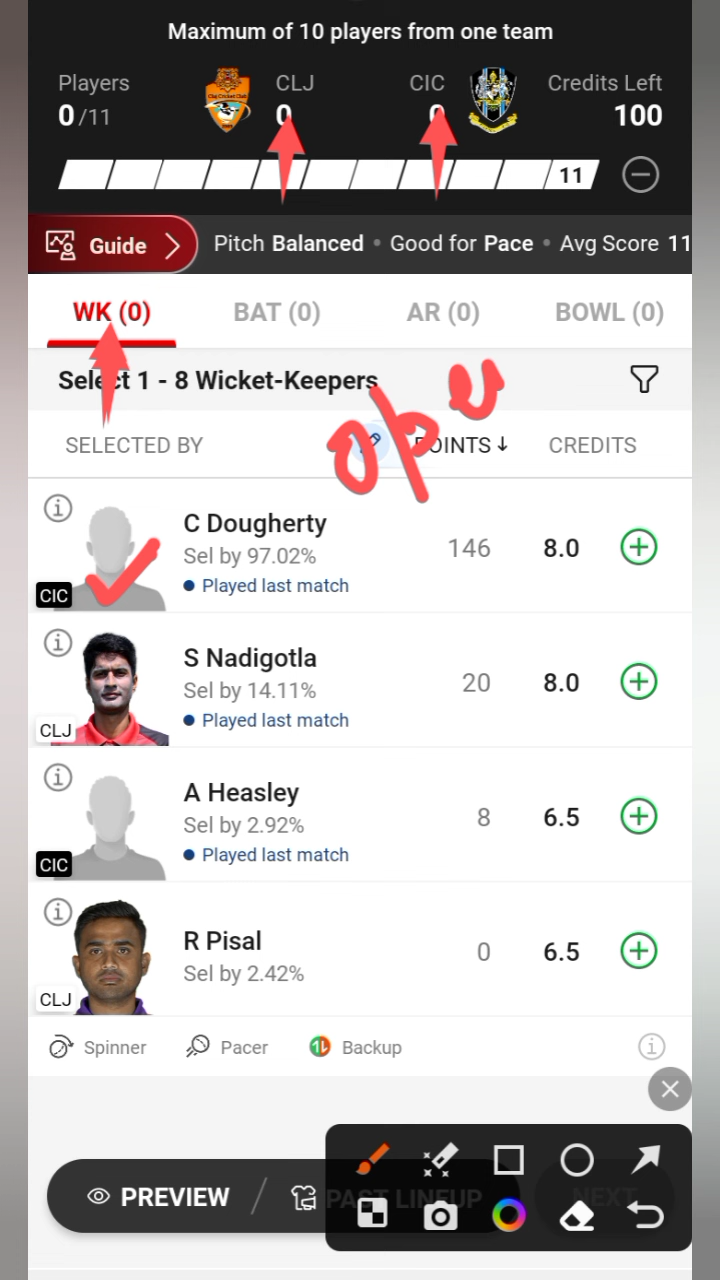 Maximum of 10 players from one team
Players
0/11
CLJ
0
CIC
Credits Left
100
11
Guide
Pitch Balanced • Good for Pace • Avg Score 11
WK (0)
BAT (0)
AR (0)
BOWL (0)
Select 1 - 8 Wicket-Keepers
open
SELECTED BY
POINTS↓
CREDITS
C Dougherty
Sel by 97.02%
Played last match
CIC
146
8.0
S Nadigotla
Sel by 14.11%
Played last match
CLJ
20
8.0
A Heasley
Sel by 2.92%
Played last match
CIC
8
6.5
R Pisal
Sel by 2.42%
CLJ
0
6.5
Spinner
Pacer
Backup
PREVIEW
PAST LINEUP
NEXT